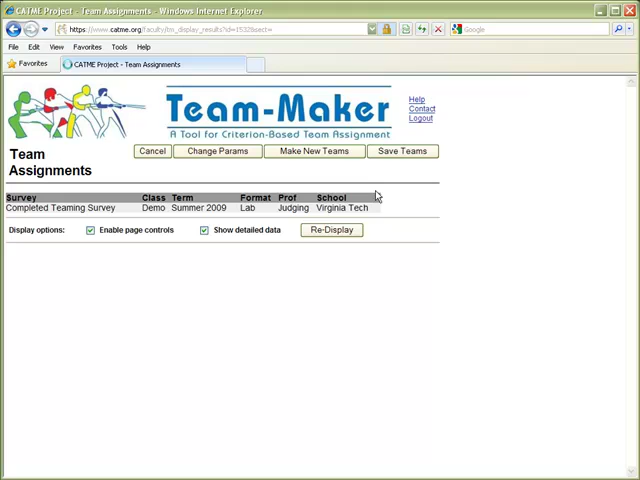 CATME Project - Team Assignments - Windows Internet Explorer
https://www.catme.org/faculty/tm_display_results?id=1532&sect=
Google
File Edit View Favorites Tools Help
Favorites
CATME Project - Team Assignments
Team-Maker
A Tool for Criterion-Based Team Assignment
Help
Contact
Logout
Team
Assignments
Cancel Change Params Make New Teams Save Teams
Survey Class Term Format Prof School
Completed Teaming Survey Demo Summer 2009 Lab Judging Virginia Tech
Display options: Enable page controls Show detailed data Re-Display